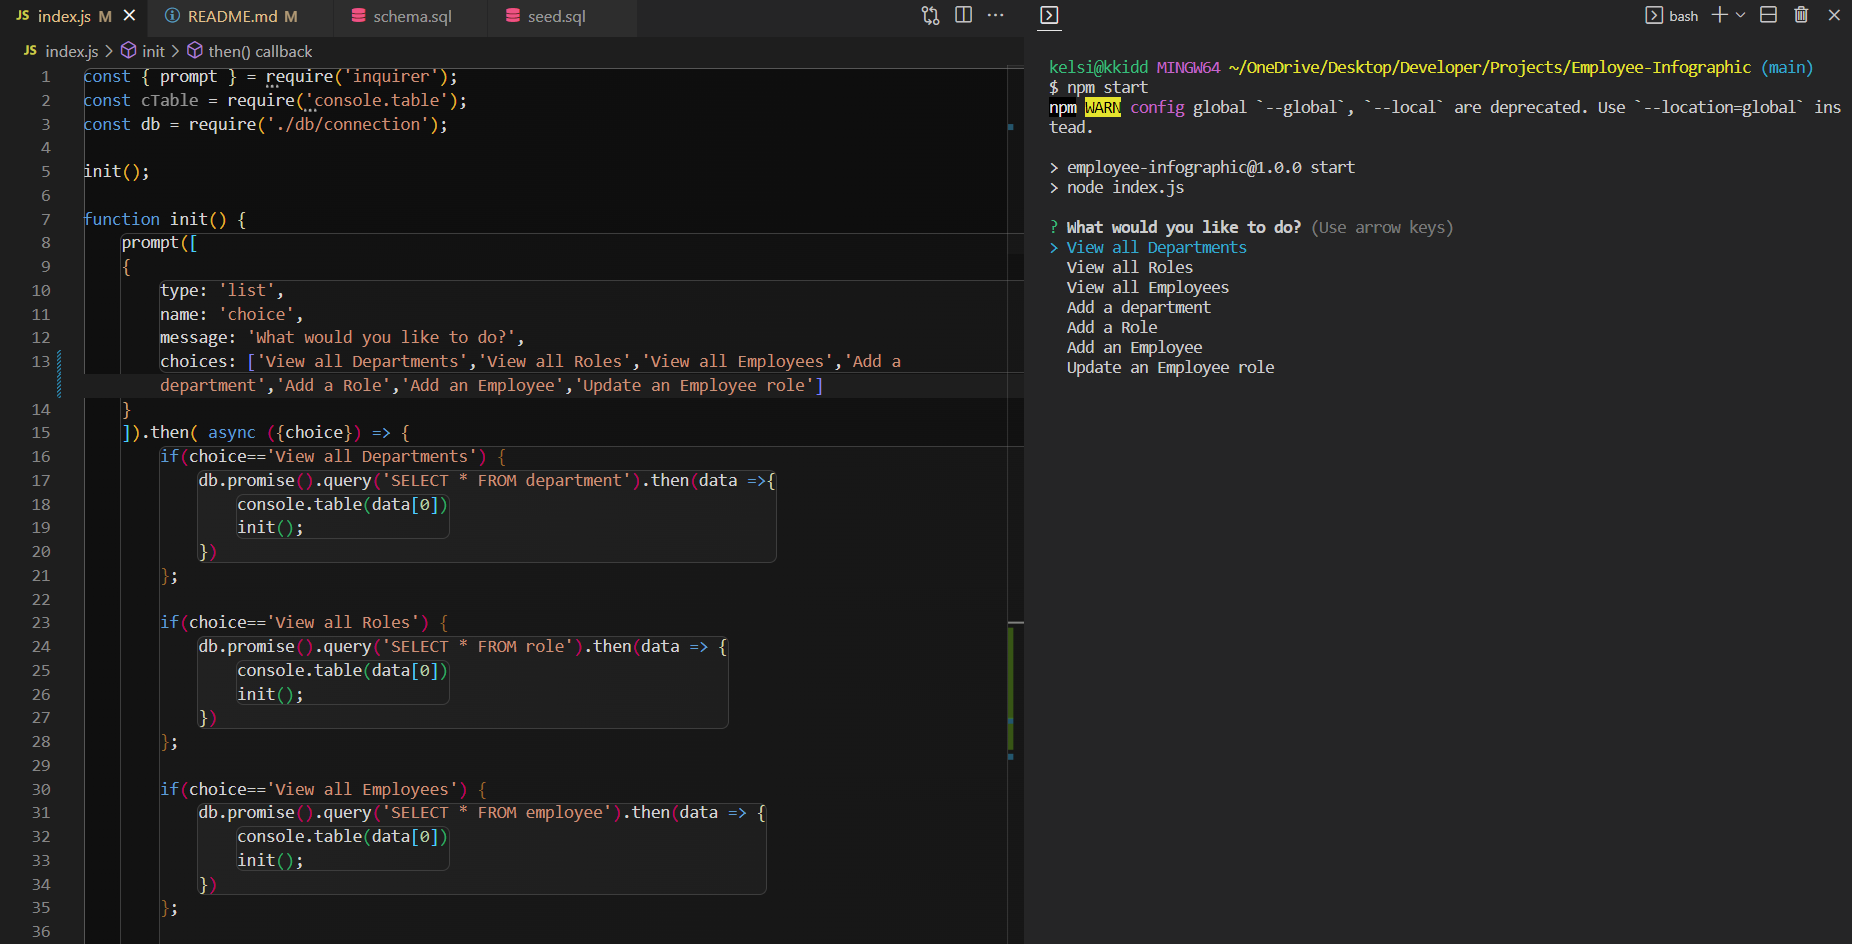 JS index.js M
README.md M
schema.sql
seed.sql
JS index.js > init > then() callback
1 const { prompt } = require('inquirer');
2 const cTable = require('console.table');
3 const db = require('./db/connection');
4
5 init();
6
7 function init() {
8 prompt([
9 {
10 type: 'list',
11 name: 'choice',
12 message: 'What would you like to do?',
13 choices: ['View all Departments','View all Roles','View all Employees','Add a
department','Add a Role','Add an Employee','Update an Employee role']
14 }
15 ]).then( async ({choice}) => {
16 if(choice=='View all Departments') {
17 db.promise().query('SELECT * FROM department').then(data =>{
18 console.table(data[0])
19 init();
20 })
21 };
22
23 if(choice=='View all Roles') {
24 db.promise().query('SELECT * FROM role').then(data => {
25 console.table(data[0])
26 init();
27 })
28 };
29
30 if(choice=='View all Employees') {
31 db.promise().query('SELECT * FROM employee').then(data => {
32 console.table(data[0])
33 init();
34 })
35 };
36
bash
kelsi@kkidd MINGW64 ~/OneDrive/Desktop/Developer/Projects/Employee-Infographic (main)
$ npm start
npm WARN config global `--global`, `--local` are deprecated. Use `--location=global` ins
tead.
> employee-infographic@1.0.0 start
> node index.js
? What would you like to do? (Use arrow keys)
> View all Departments
View all Roles
View all Employees
Add a department
Add a Role
Add an Employee
Update an Employee role